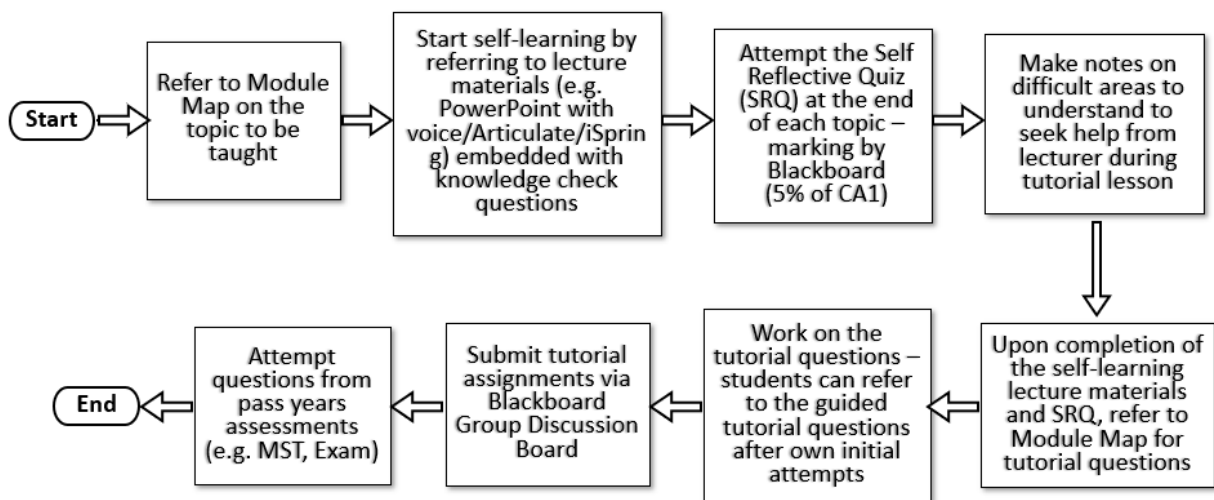 Start
Refer to Module
Map on the
topic to be
taught
Start self-learning by
referring to lecture
materials (e.g.
PowerPoint with
voice/Articulate/iSprin
g) embedded with
knowledge check
questions
Attempt the Self
Reflective Quiz
(SRQ) at the end
of each topic –
marking by
Blackboard
(5% of CA1)
Make notes on
difficult areas to
understand to
seek help from
lecturer during
tutorial lesson
Upon completion of
the self-learning
lecture materials
and SRQ, refer to
Module Map for
tutorial questions
Work on the
tutorial questions –
students can refer
to the guided
tutorial questions
after own initial
attempts
Submit tutorial
assignments via
Blackboard
Group Discussion
Board
Attempt
questions from
pass years
assessments
(e.g. MST, Exam)
End